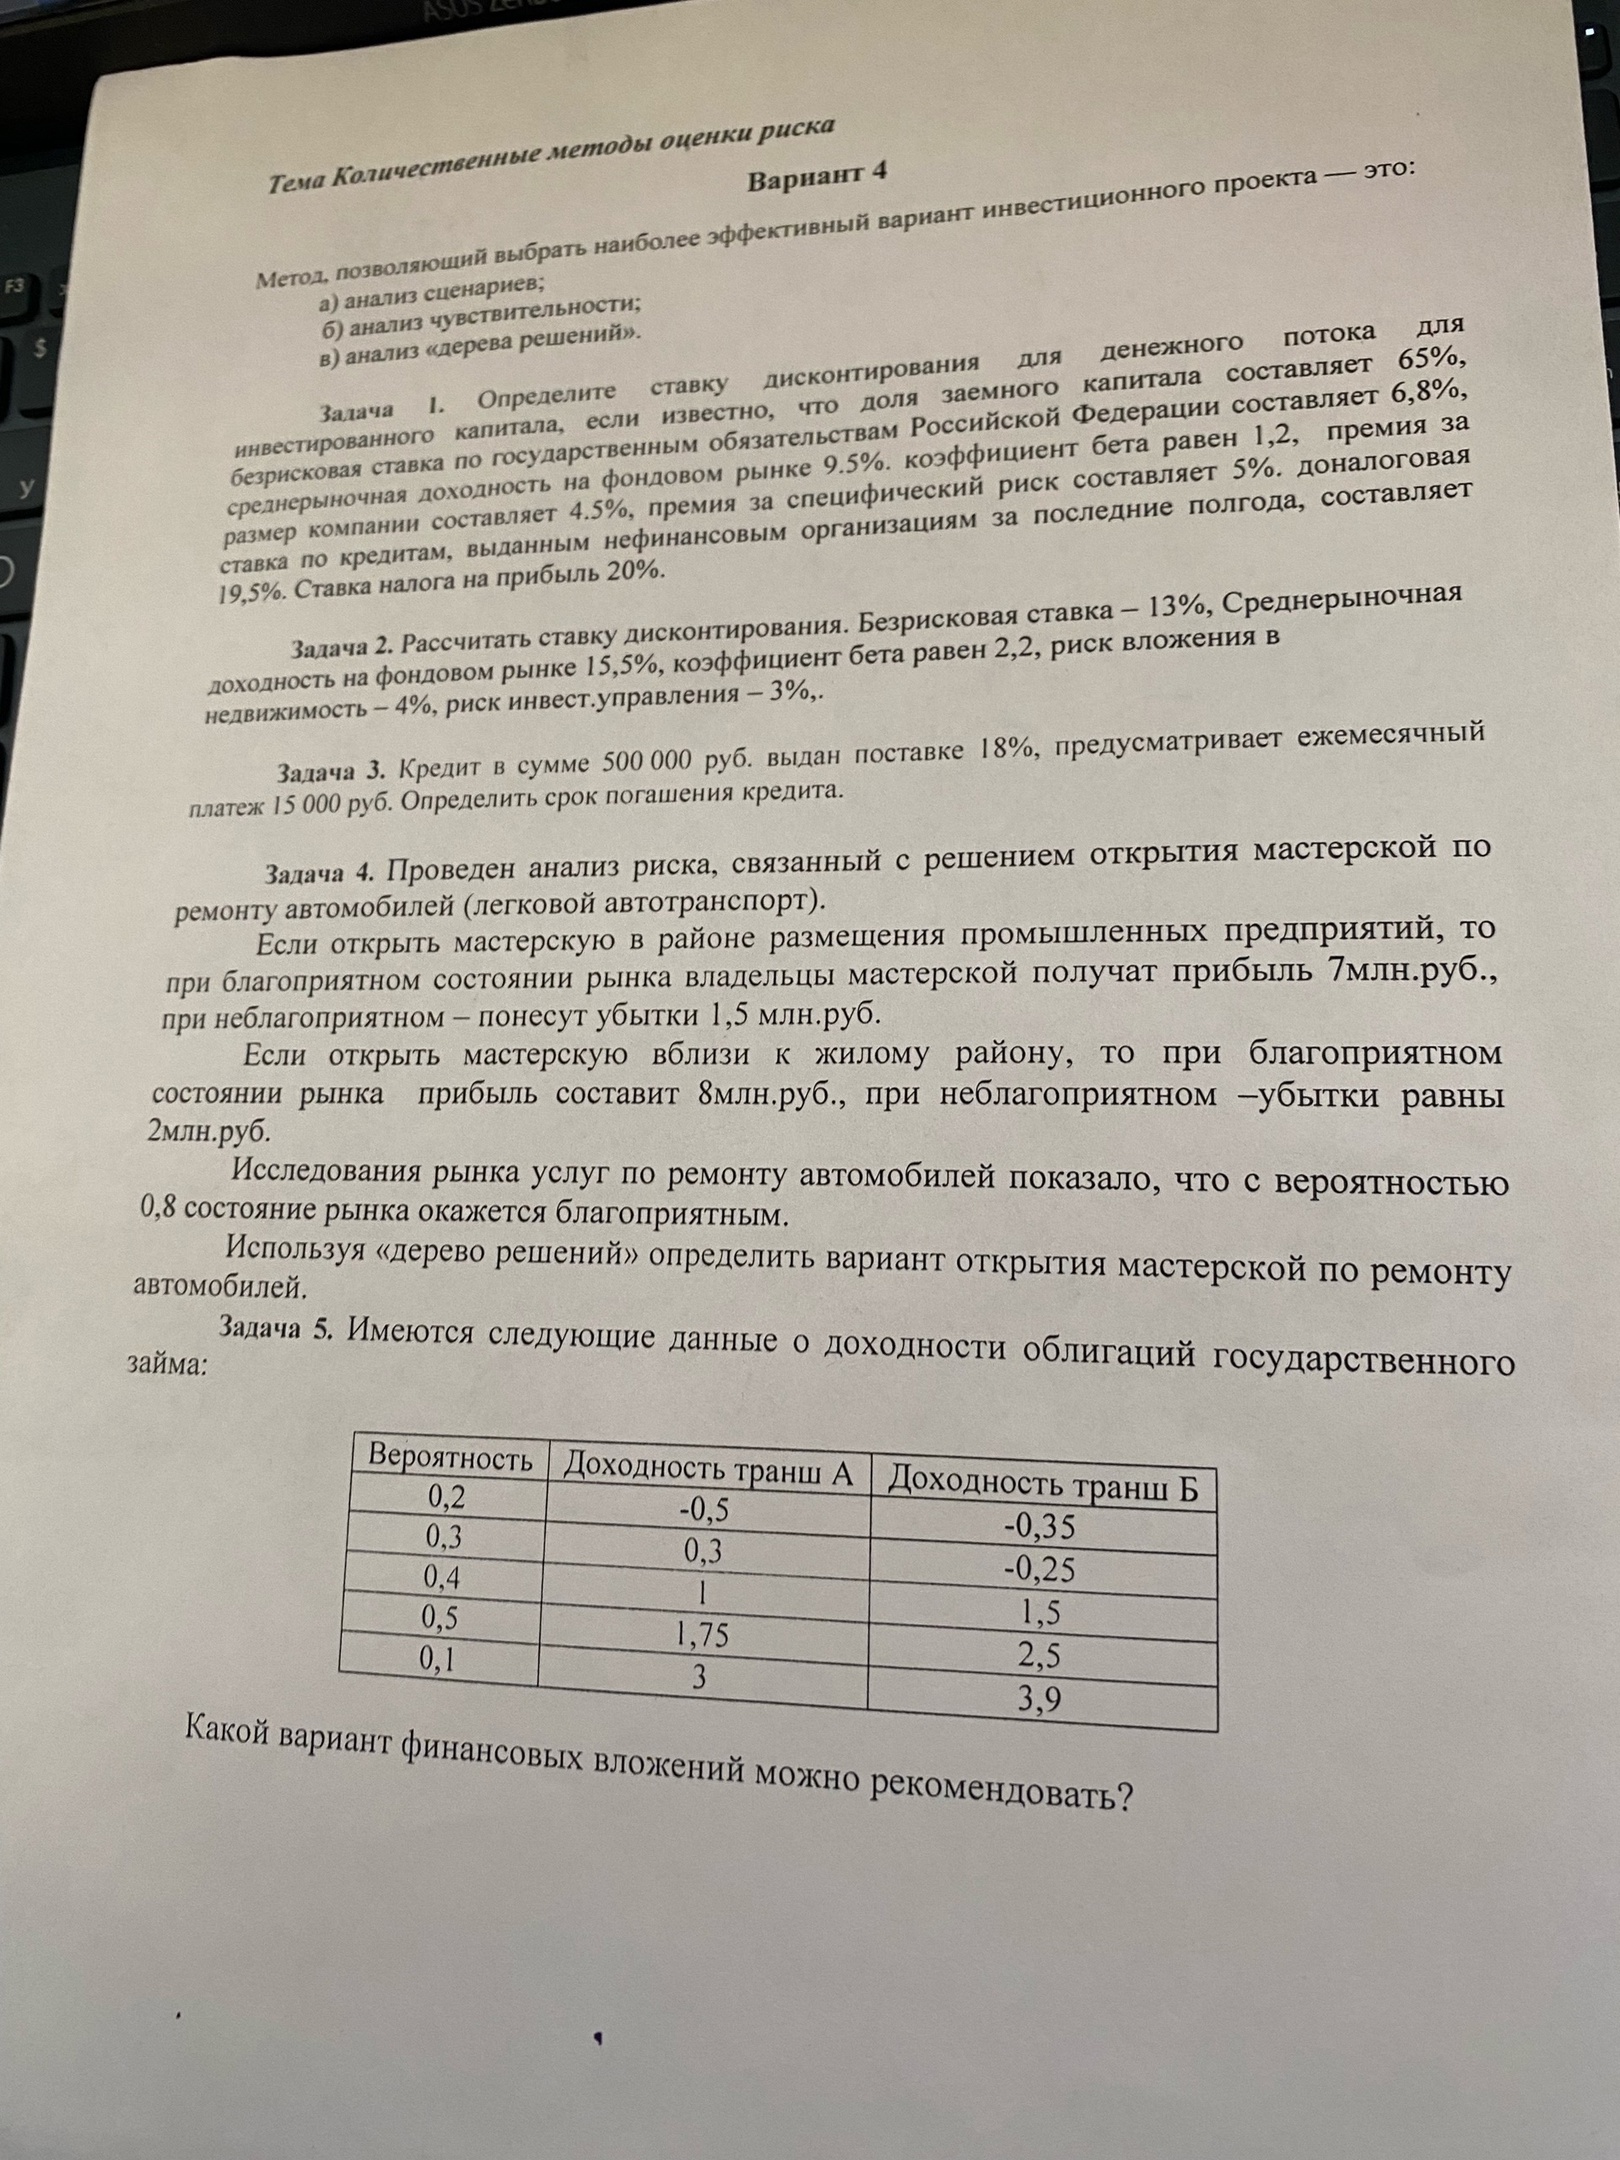 ASUS
F3
$
Тема Количественные методы оценки риска
Вариант 4
Метод, позволяющий выбрать наиболее эффективный вариант инвестиционного проекта — это:
а) анализ сценариев;
б) анализ чувствительности;
в) анализ «дерева решений».
Задача 1. Определите ставку дисконтирования для денежного потока для
инвестированного капитала, если известно, что доля заемного капитала составляет 65%,
безрисковая ставка по государственным обязательствам Российской Федерации составляет 6,8%,
среднерыночная доходность на фондовом рынке 9.5%. коэффициент бета равен 1,2, премия за
размер компании составляет 4.5%, премия за специфический риск составляет 5%. доналоговая
ставка по кредитам, выданным нефинансовым организациям за последние полгода, составляет
19,5%. Ставка налога на прибыль 20%.
Задача 2. Рассчитать ставку дисконтирования. Безрисковая ставка – 13%, Среднерыночная
доходность на фондовом рынке 15,5%, коэффициент бета равен 2,2, риск вложения в
недвижимость – 4%, риск инвест.управления – 3%,.
Задача 3. Кредит в сумме 500 000 руб. выдан поставке 18%, предусматривает ежемесячный
платеж 15 000 руб. Определить срок погашения кредита.
Задача 4. Проведен анализ риска, связанный с решением открытия мастерской по
ремонту автомобилей (легковой автотранспорт).
Если открыть мастерскую в районе размещения промышленных предприятий, то
при благоприятном состоянии рынка владельцы мастерской получат прибыль 7млн.руб.,
при неблагоприятном – понесут убытки 1,5 млн.руб.
Если открыть мастерскую вблизи к жилому району, то при благоприятном
состоянии рынка прибыль составит 8млн.руб., при неблагоприятном –убытки равны
2млн.руб.
Исследования рынка услуг по ремонту автомобилей показало, что с вероятностью
0,8 состояние рынка окажется благоприятным.
Используя «дерево решений» определить вариант открытия мастерской по ремонту
автомобилей.
Задача 5. Имеются следующие данные о доходности облигаций государственного
займа:
Вероятность Доходность транш А Доходность транш Б
0,2 -0,5 -0,35
0,3 0,3 -0,25
0,4 1 1,5
0,5 1,75 2,5
0,1 3 3,9
Какой вариант финансовых вложений можно рекомендовать?